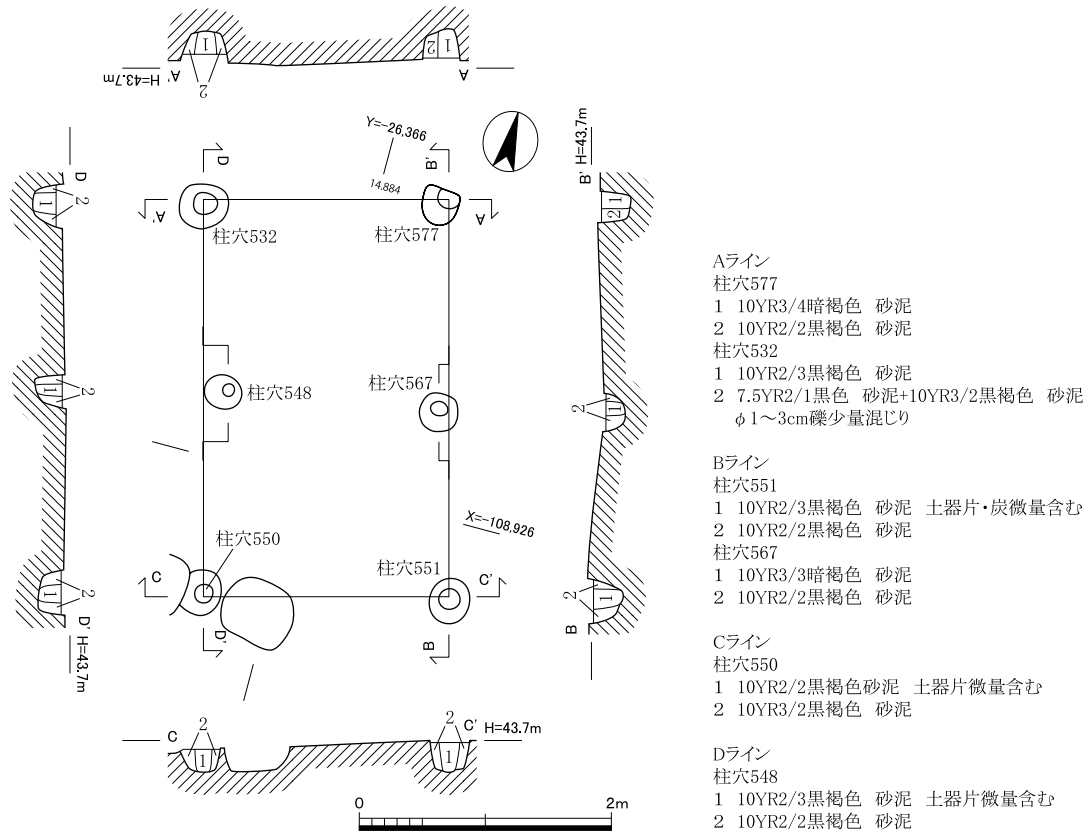 H=43.7m
A'
A
1
2
1
2
Y=-26,366
14.884
D
B'
A'
A
柱穴532
柱穴577
柱穴548
柱穴567
X=-108,926
柱穴550
柱穴551
C
C'
D'
B
D
1
2
1
2
1
2
D' H=43.7m
B' H=43.7m
1
2
2
1
2
1
B
C
2
1
2
1
C' H=43.7m
0
2m
Aライン
柱穴577
1 10YR3/4暗褐色 砂泥
2 10YR2/2黒褐色 砂泥
柱穴532
1 10YR2/3黒褐色 砂泥
2 7.5YR2/1黒色 砂泥+10YR3/2黒褐色 砂泥
φ1～3cm礫少量混じり
Bライン
柱穴551
1 10YR2/3黒褐色 砂泥 土器片・炭微量含む
2 10YR2/2黒褐色 砂泥
柱穴567
1 10YR3/3暗褐色 砂泥
2 10YR2/2黒褐色 砂泥
Cライン
柱穴550
1 10YR2/2黒褐色砂泥 土器片微量含む
2 10YR3/2黒褐色 砂泥
Dライン
柱穴548
1 10YR2/3黒褐色 砂泥 土器片微量含む
2 10YR2/2黒褐色 砂泥